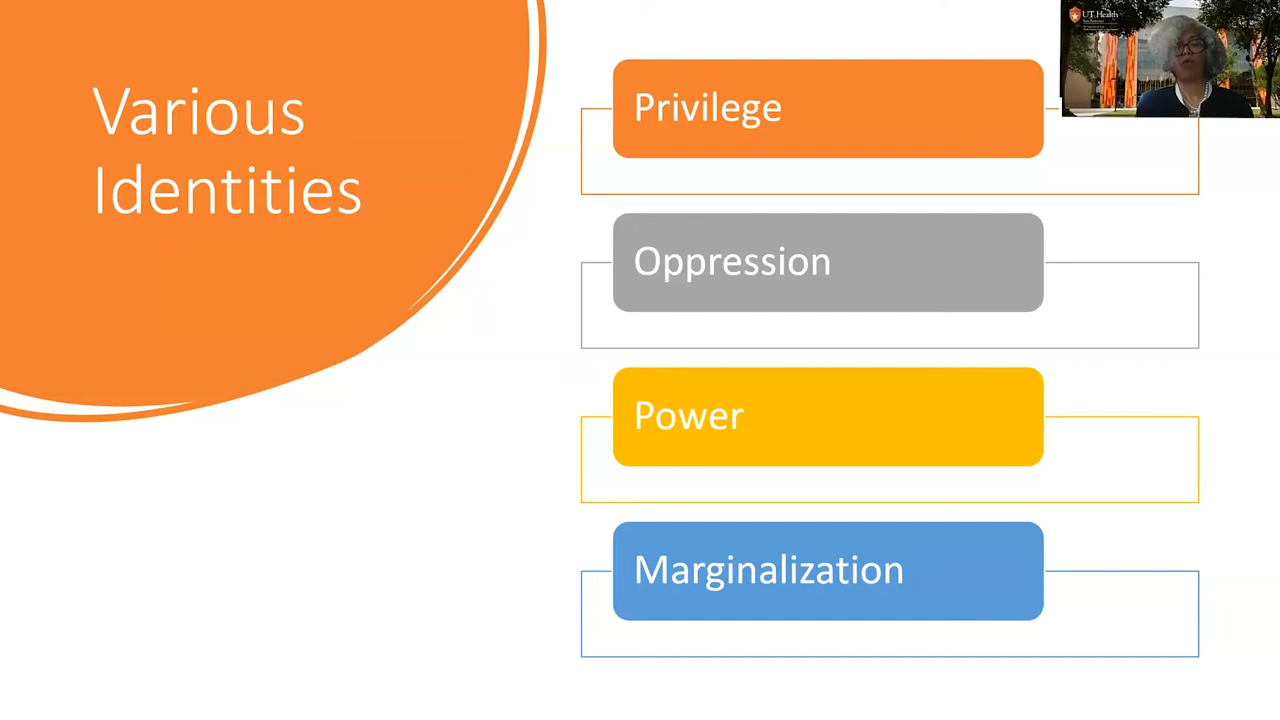 Various
Identities
Privilege
Oppression
Power
Marginalization
UT Health